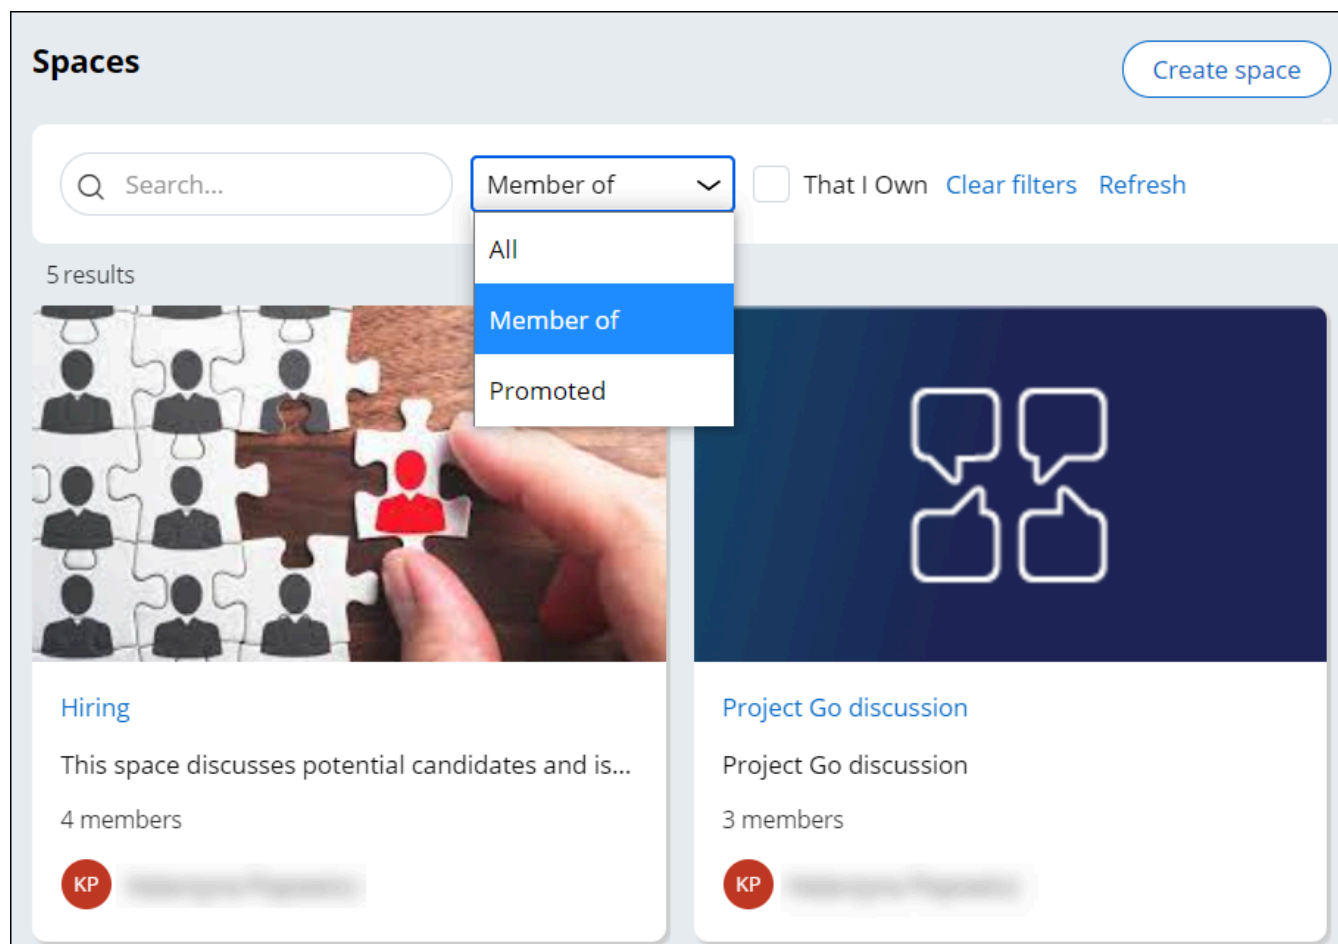 Spaces
Create space
Search...
Member of
That I Own
Clear filters
Refresh
All
Member of
Promoted
5 results
Hiring
This space discusses potential candidates and is...
4 members
KP
Project Go discussion
Project Go discussion
3 members
KP